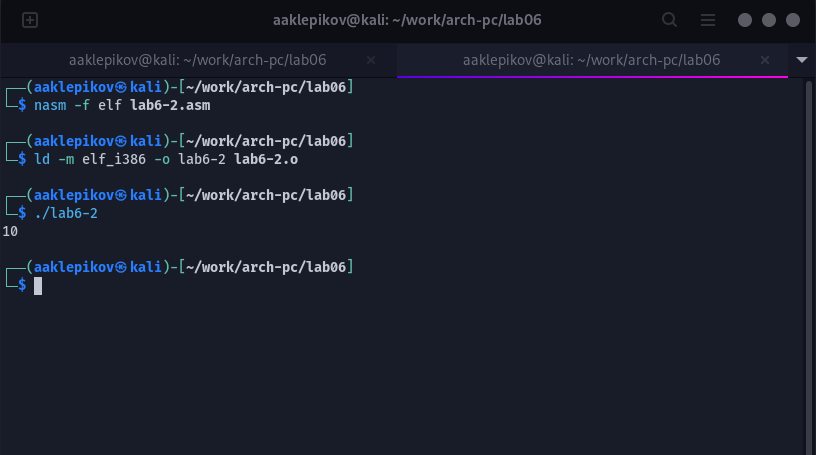 aaklepikov@kali: ~/work/arch-pc/lab06
aaklepikov@kali: ~/work/arch-pc/lab06 × aaklepikov@kali: ~/work/arch-pc/lab06 ×
┌──(aaklepikov㉿kali)-[~/work/arch-pc/lab06]
└─$ nasm -f elf lab6-2.asm
┌──(aaklepikov㉿kali)-[~/work/arch-pc/lab06]
└─$ ld -m elf_i386 -o lab6-2 lab6-2.o
┌──(aaklepikov㉿kali)-[~/work/arch-pc/lab06]
└─$ ./lab6-2
10
┌──(aaklepikov㉿kali)-[~/work/arch-pc/lab06]
└─$